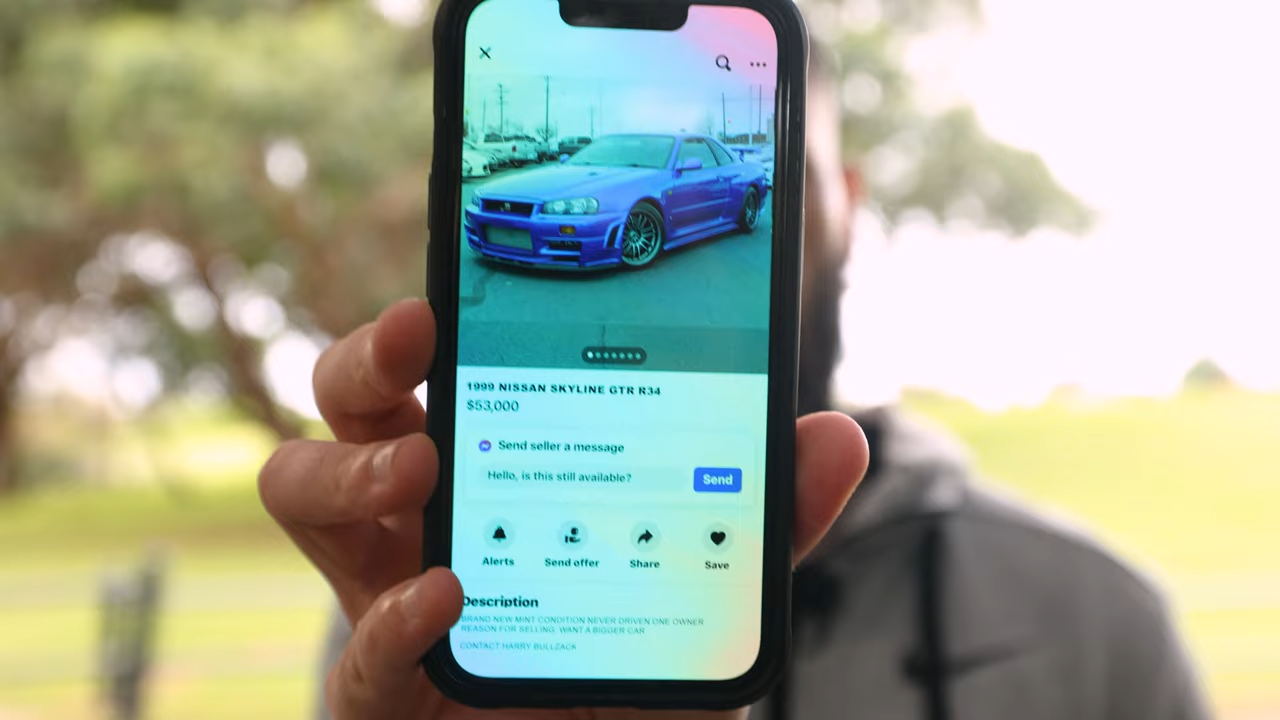 1999 NISSAN SKYLINE GTR R34
$53,000
Send seller a message
Hello, is this still available?
Send
Alerts
Send offer
Share
Save
Description
BRAND NEW MINT CONDITION NEVER DRIVEN ONE OWNER
REASON FOR SELLING. WANT A BIGGER CAR
CONTACT HARRY BULLZACK